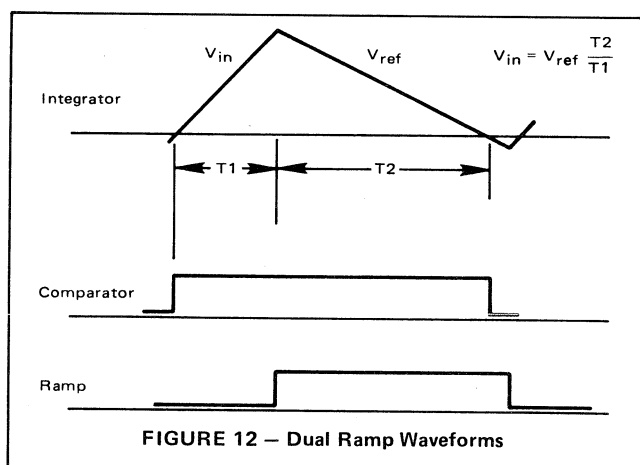 V_in
V_ref
V_in = V_ref T2/T1
Integrator
T1
T2
Comparator
Ramp
FIGURE 12 — Dual Ramp Waveforms